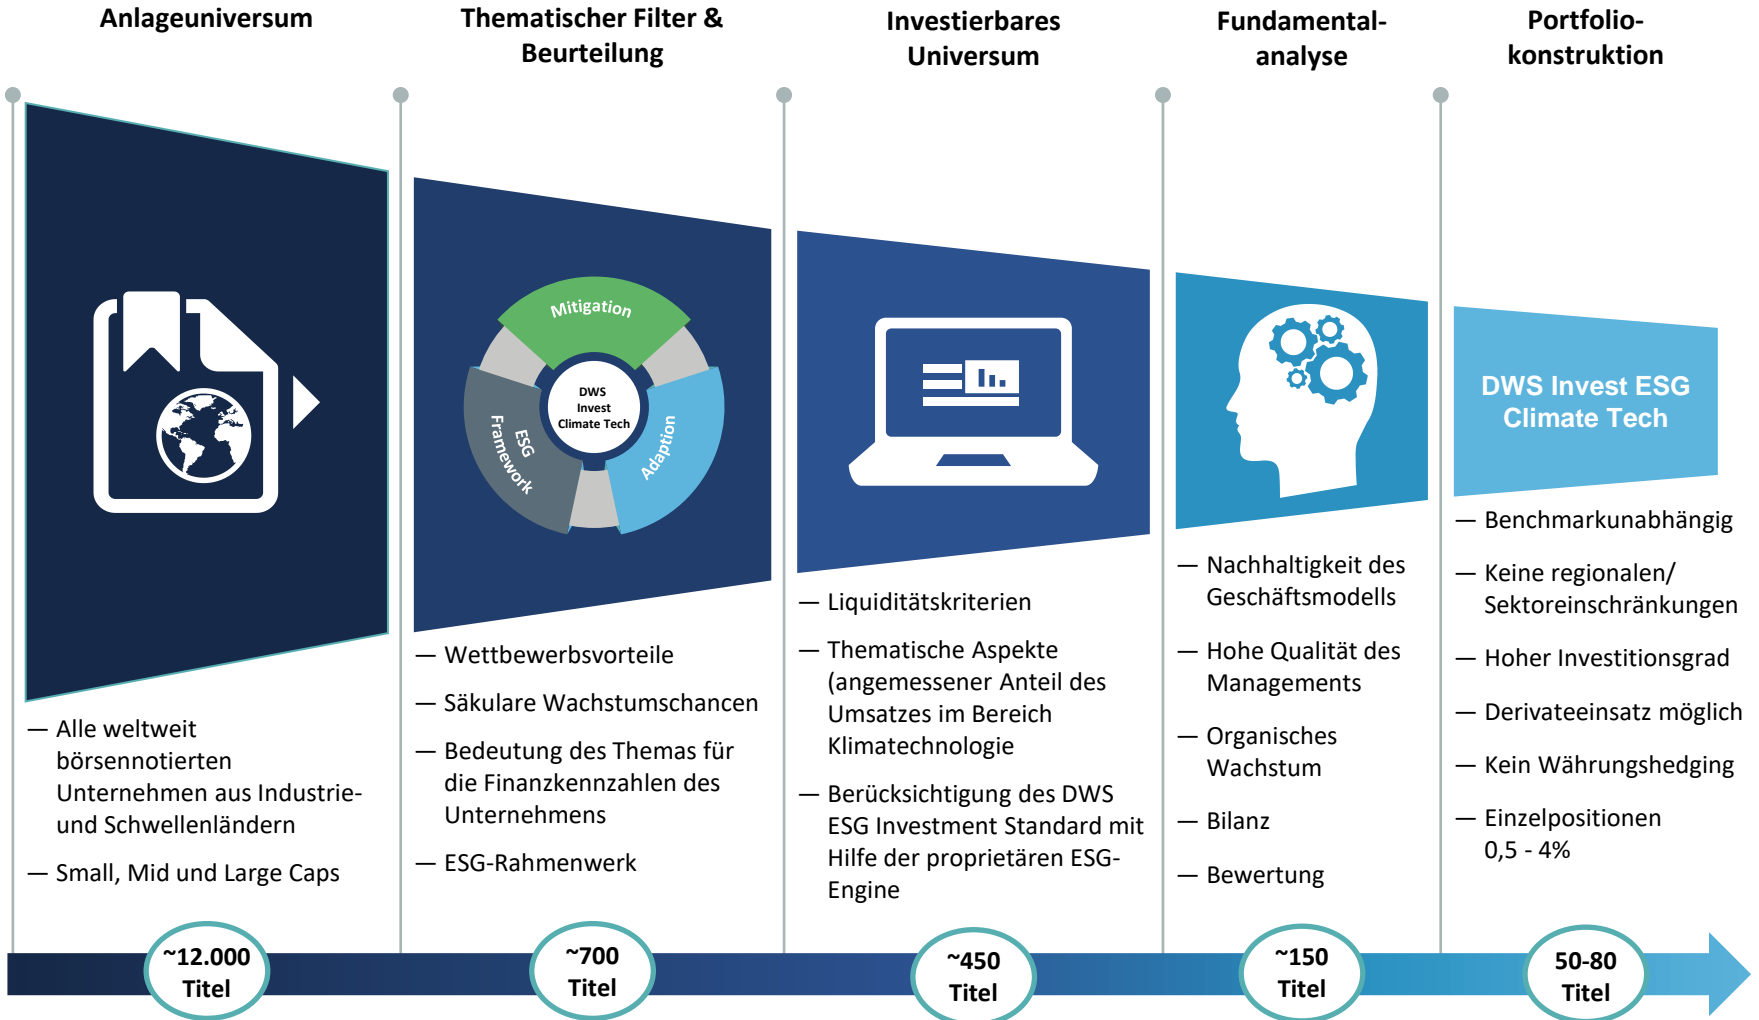 Anlageuniversum
Thematischer Filter &
Beurteilung
Investierbares
Universum
Fundamental-
analyse
Portfolio-
konstruktion
Mitigation
DWS
Invest
Climate Tech
ESG
Framework
Adaption
DWS Invest ESG
Climate Tech
— Alle weltweit
börsennotierten
Unternehmen aus Industrie-
und Schwellenländern
— Small, Mid und Large Caps
— Wettbewerbsvorteile
— Säkulare Wachstumschancen
— Bedeutung des Themas für
die Finanzkennzahlen des
Unternehmens
— ESG-Rahmenwerk
— Liquiditätskriterien
— Thematische Aspekte
(angemessener Anteil des
Umsatzes im Bereich
Klimatechnologie
— Berücksichtigung des DWS
ESG Investment Standard mit
Hilfe der proprietären ESG-
Engine
— Nachhaltigkeit des
Geschäftsmodells
— Hohe Qualität des
Managements
— Organisches
Wachstum
— Bilanz
— Bewertung
— Benchmarkunabhängig
— Keine regionalen/
Sektoreinschränkungen
— Hoher Investitionsgrad
— Derivateeinsatz möglich
— Kein Währungshedging
— Einzelpositionen
0,5 - 4%
~12.000
Titel
~700
Titel
~450
Titel
~150
Titel
50-80
Titel